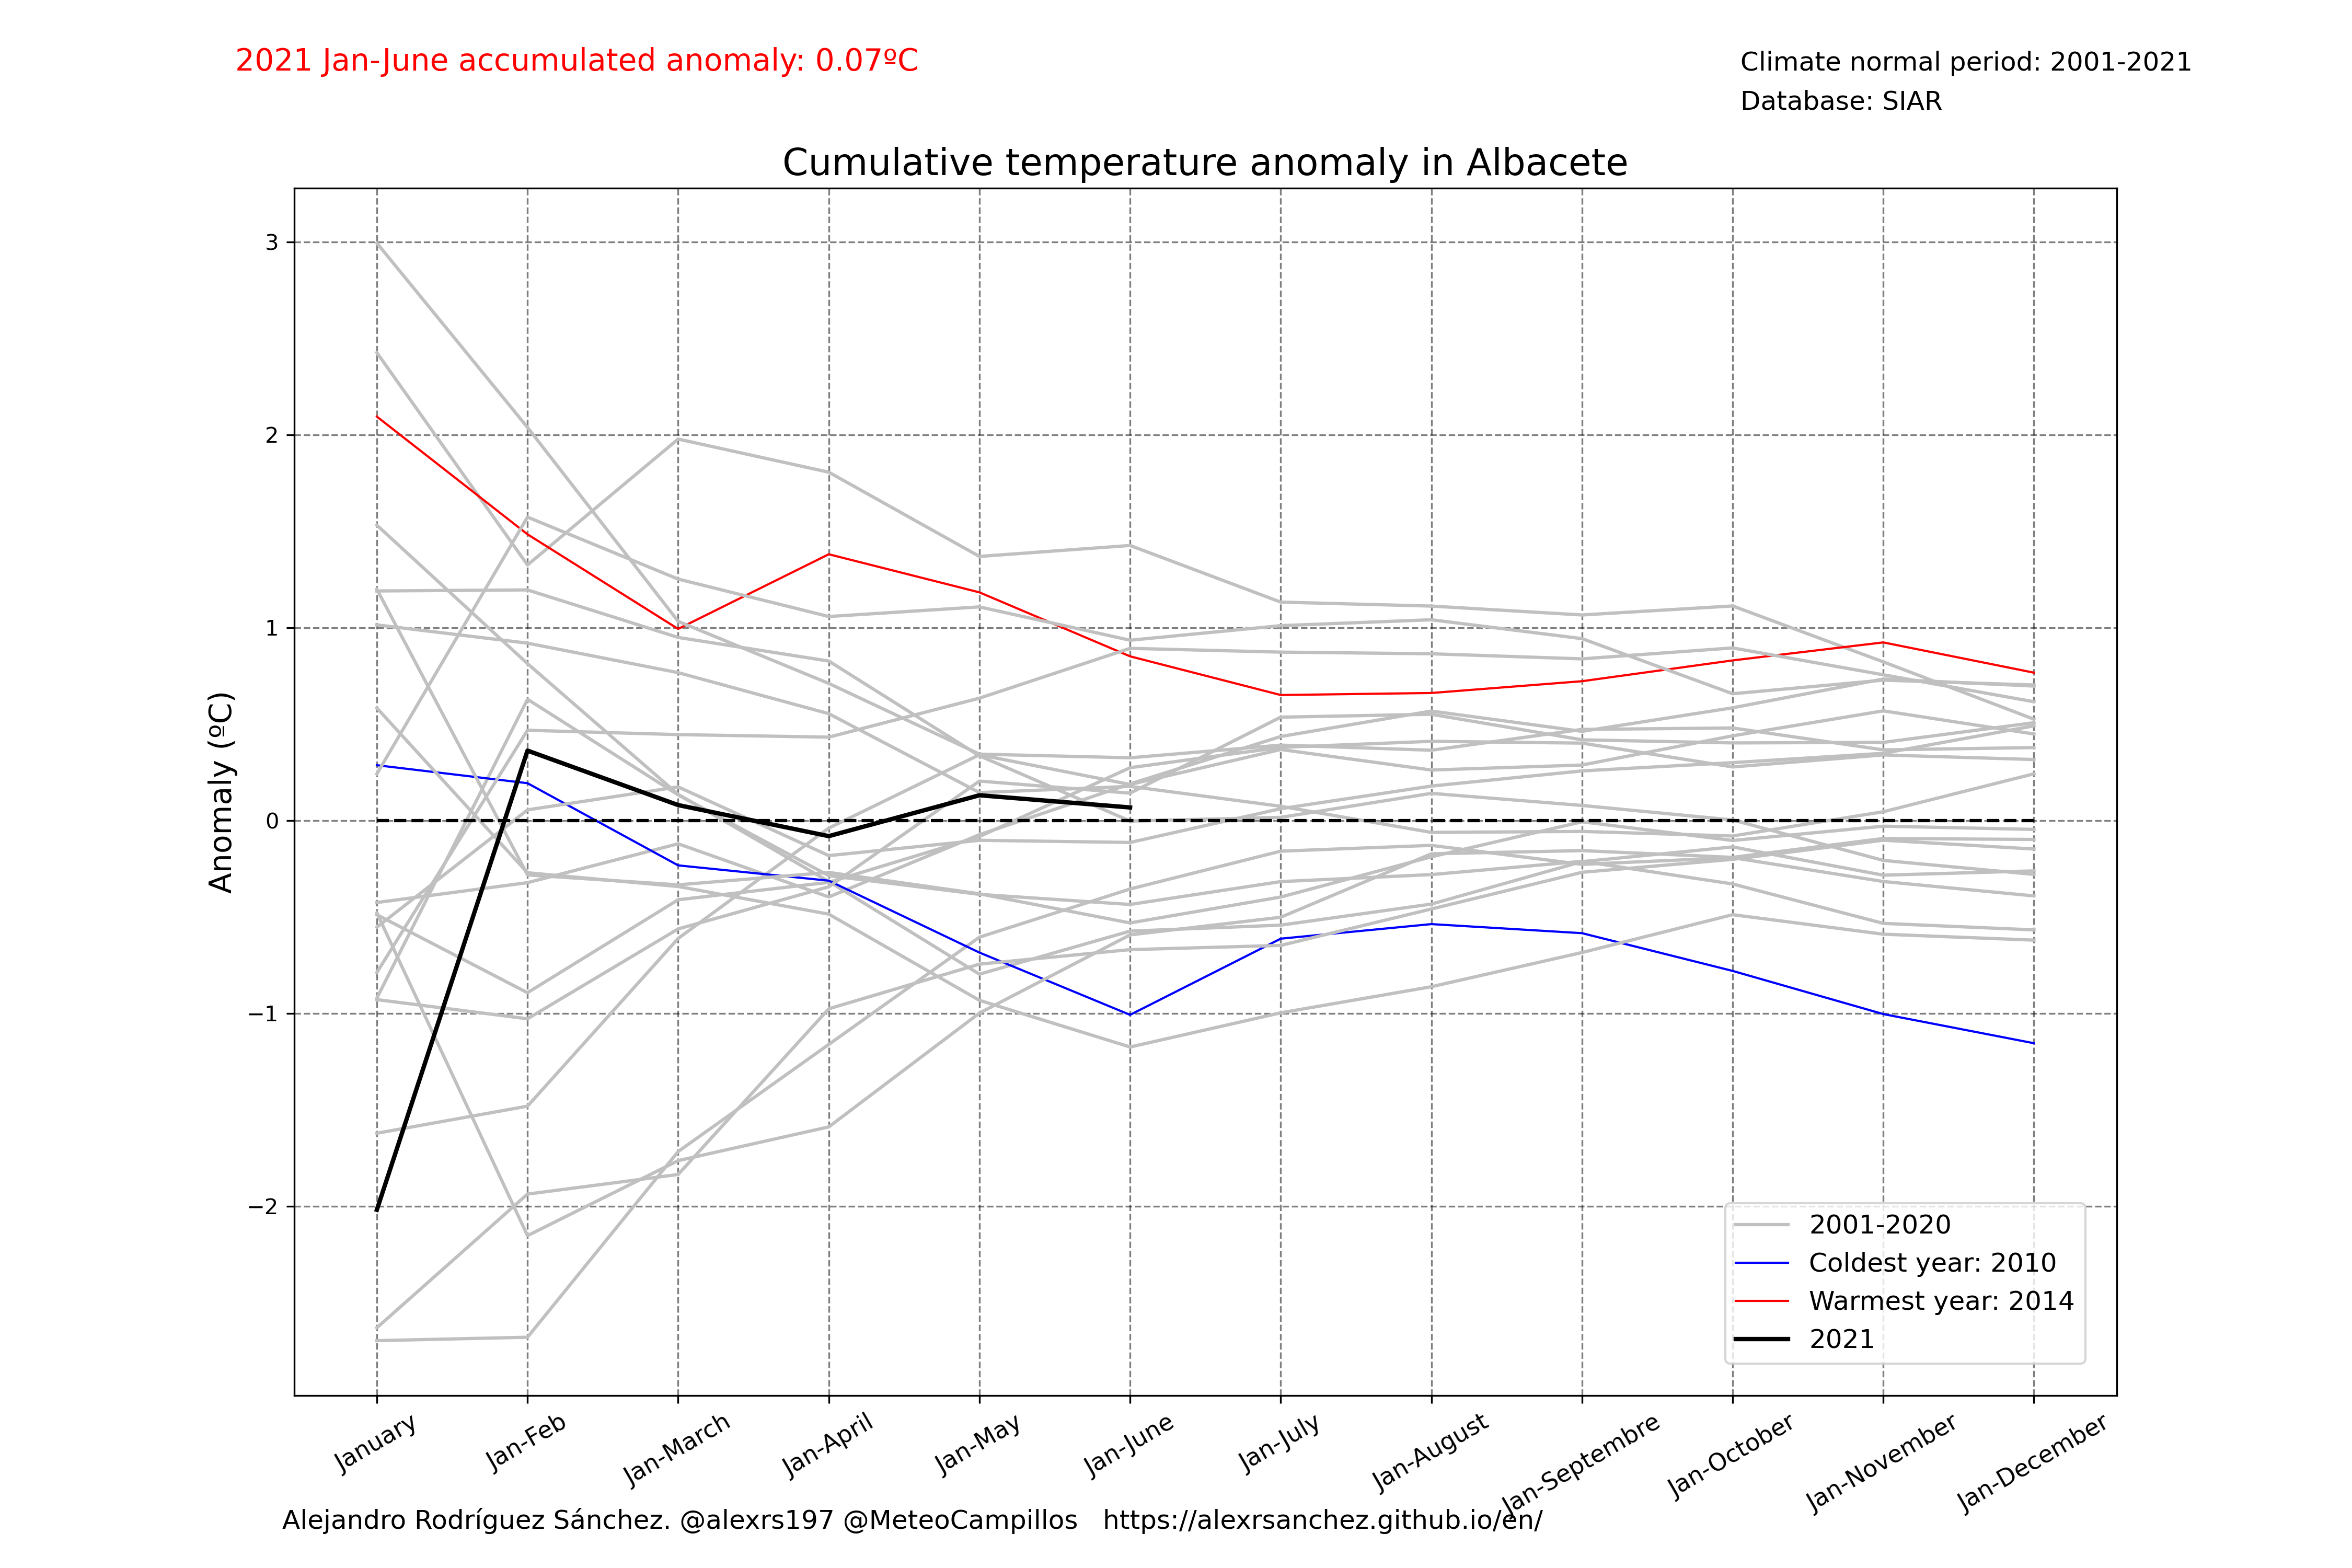 2021 Jan-June accumulated anomaly: 0.07ºC
Climate normal period: 2001-2021
Database: SIAR
Cumulative temperature anomaly in Albacete
Anomaly (ºC)
3
2
1
0
−1
−2
2001-2020
Coldest year: 2010
Warmest year: 2014
2021
January
Jan-Feb
Jan-March
Jan-April
Jan-May
Jan-June
Jan-July
Jan-August
Jan-Septembre
Jan-October
Jan-November
Jan-December
Alejandro Rodríguez Sánchez. @alexrs197 @MeteoCampillos   https://alexrsanchez.github.io/en/